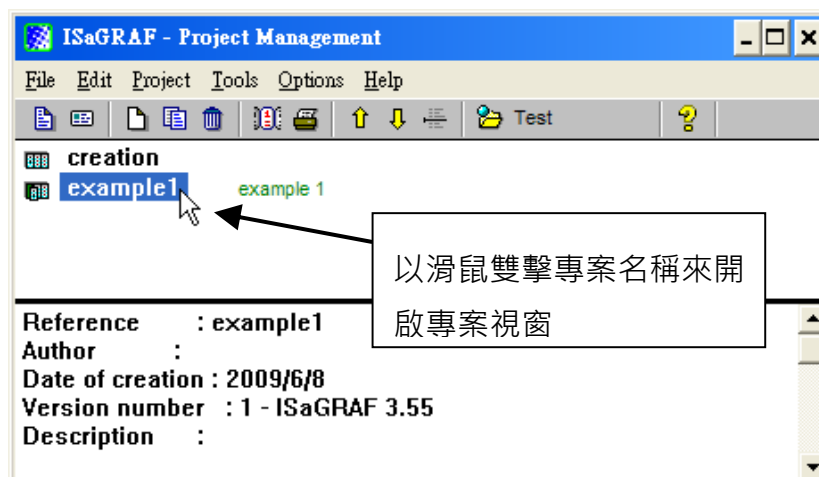 ISaGRAF - Project Management
File Edit Project Tools Options Help
Test
creation
example1 example 1
以滑鼠雙擊專案名稱來開
啟專案視窗
Reference : example1
Author :
Date of creation : 2009/6/8
Version number : 1 - ISaGRAF 3.55
Description :